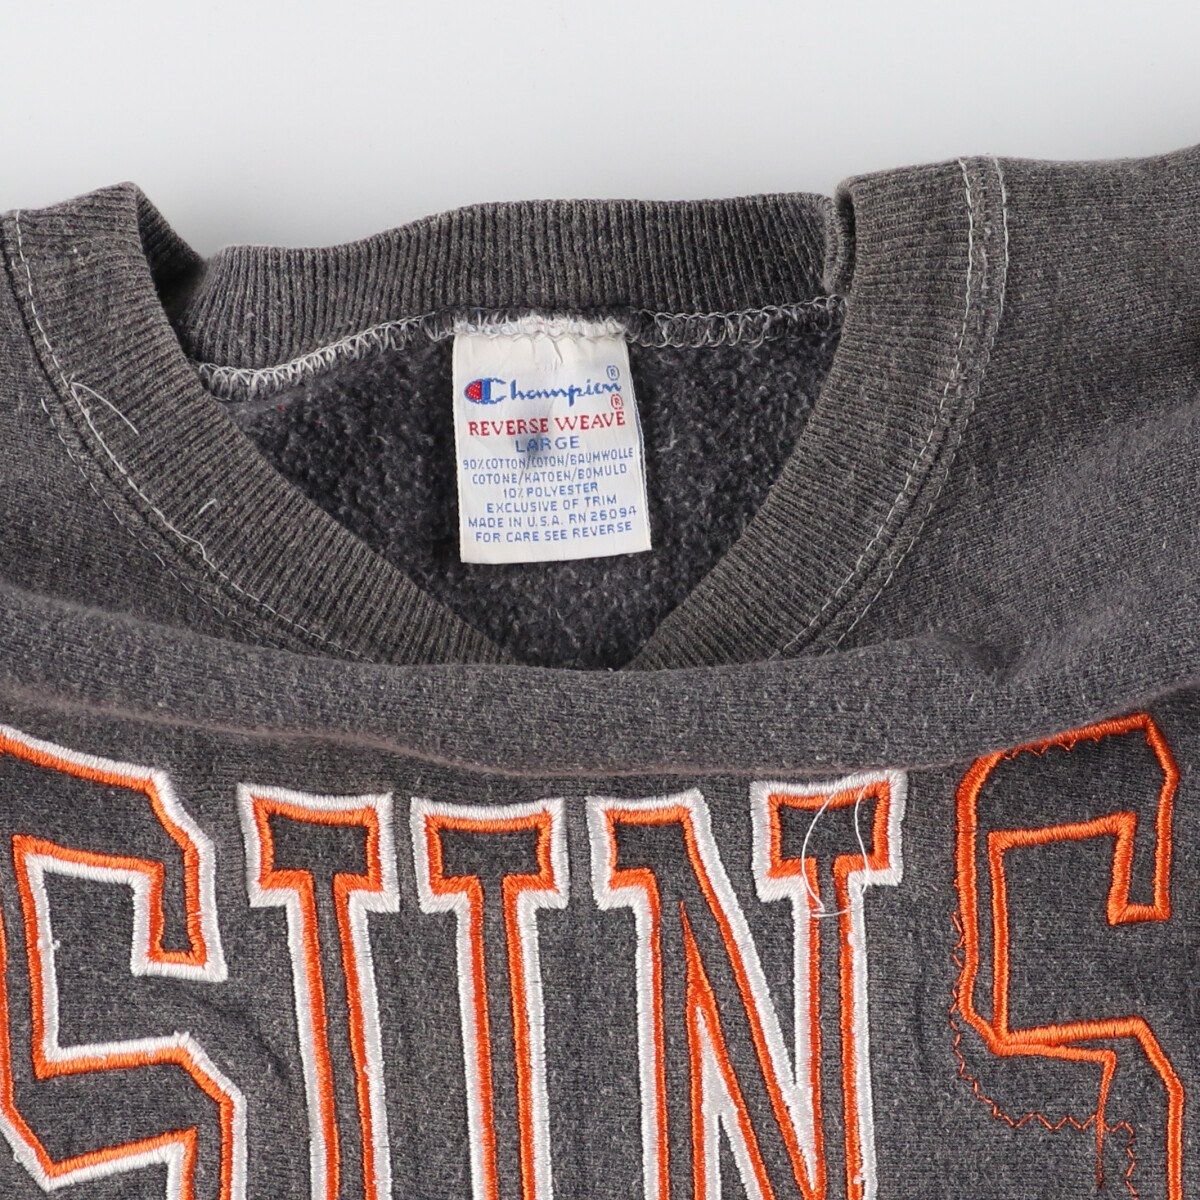 Champion®
REVERSE WEAVE®
LARGE
90% COTTON/COTON/BAUMWOLLE
COTONE/KATOEN/BOMULD
10% POLYESTER
EXCLUSIVE OF TRIM
MADE IN U.S.A. RN 26094
FOR CARE SEE REVERSE
SUNS